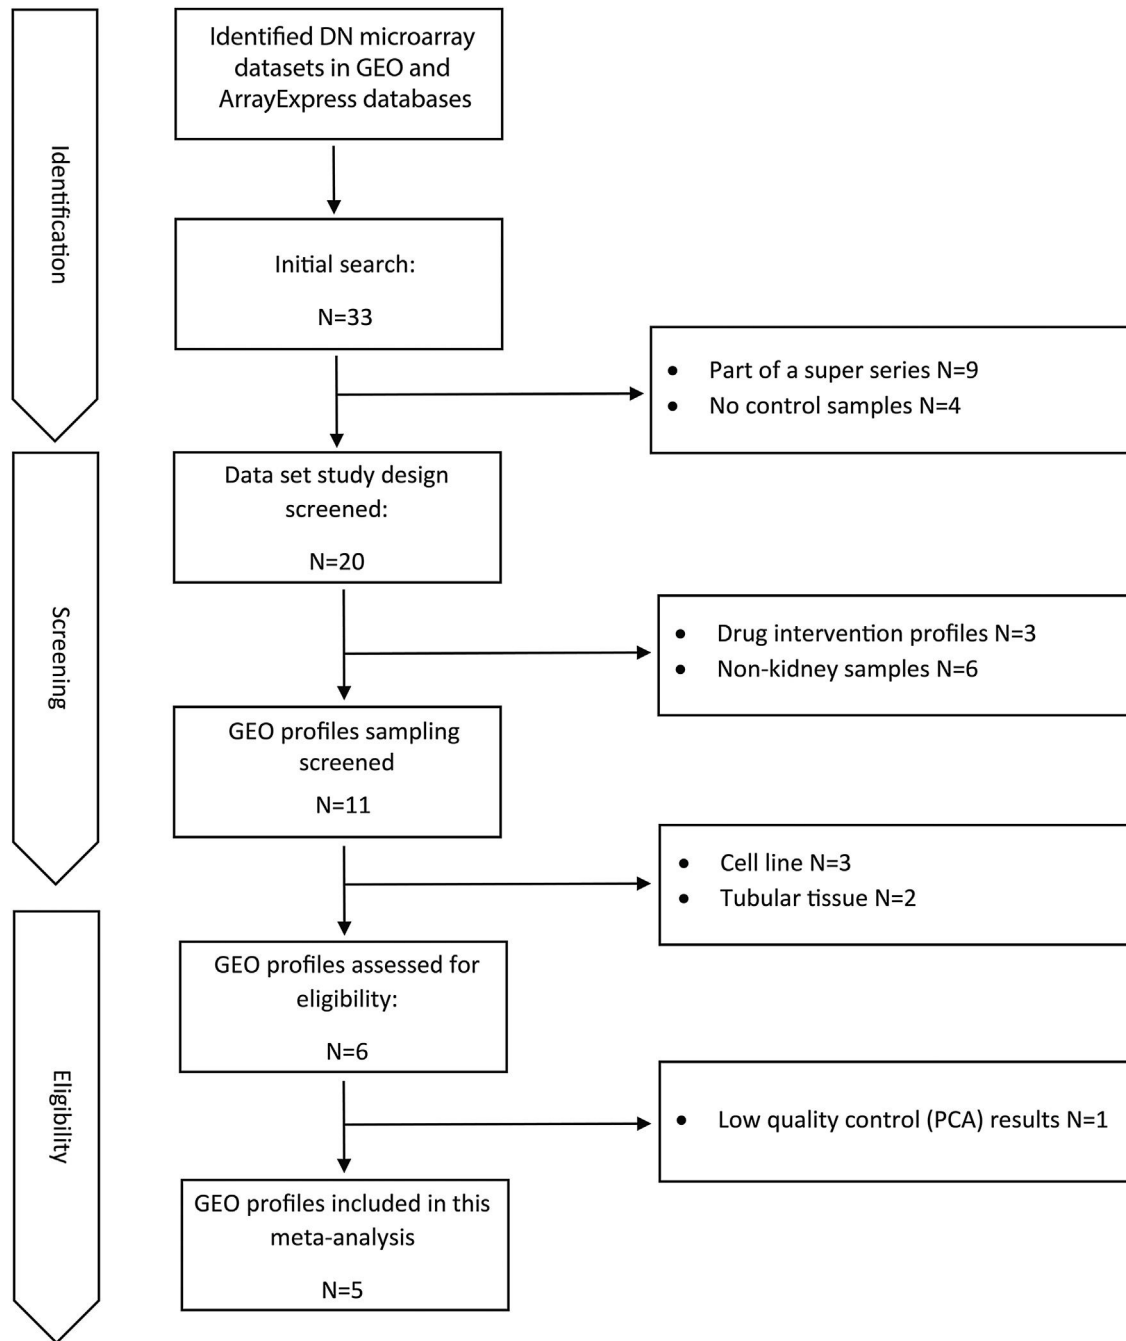 Identification
Identified DN microarray
datasets in GEO and
ArrayExpress databases
Initial search:
N=33
• Part of a super series N=9
• No control samples N=4
Screening
Data set study design
screened:
N=20
• Drug intervention profiles N=3
• Non-kidney samples N=6
GEO profiles sampling
screened
N=11
• Cell line N=3
• Tubular tissue N=2
Eligibility
GEO profiles assessed for
eligibility:
N=6
• Low quality control (PCA) results N=1
GEO profiles included in this
meta-analysis
N=5